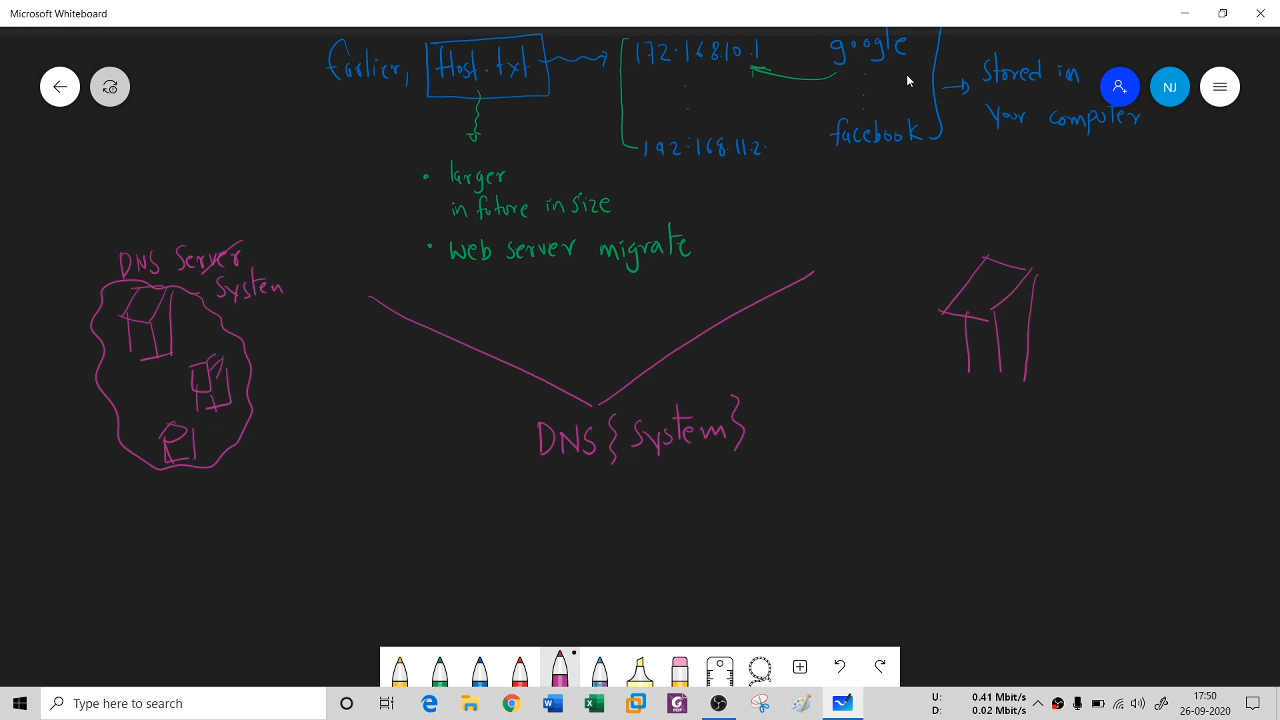 Microsoft Whiteboard
Earlier, Host.txt
172.168.10.1 google
192.168.11.2. facebook
stored in
your computer
NJ
• larger
in future in size
• web server migrate
DNS Server
System
DNS {System}
Type here to search
U: 0.41 Mbit/s
D: 0.02 Mbit/s
17:50
26-09-2020